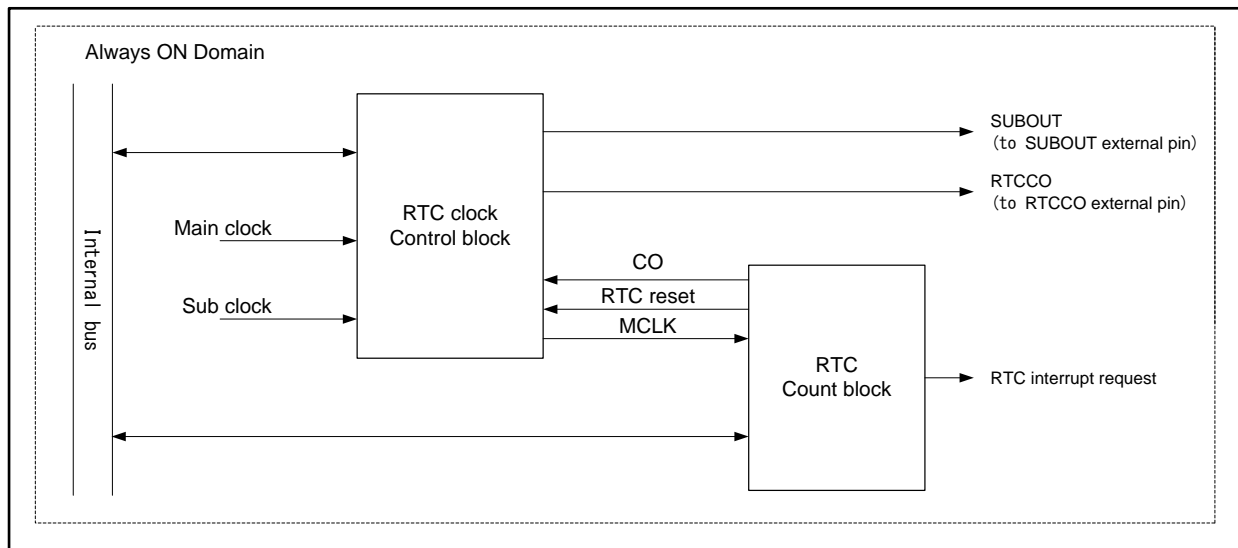 Always ON Domain
Internal bus
Main clock
Sub clock
RTC clock
Control block
SUBOUT
(to SUBOUT external pin)
RTCCO
(to RTCCO external pin)
CO
RTC reset
MCLK
RTC
Count block
RTC interrupt request